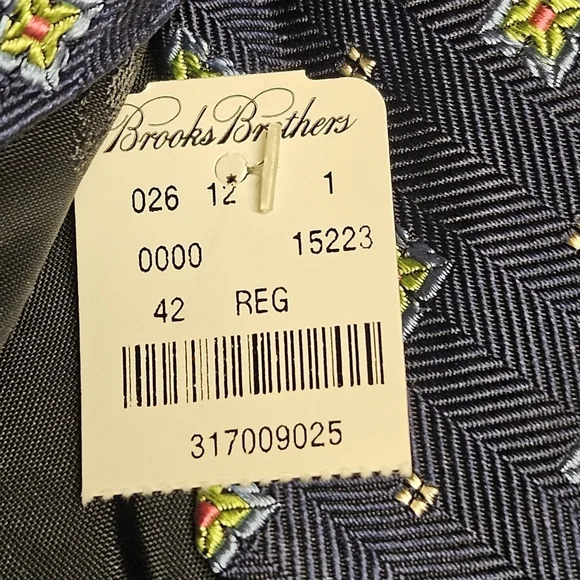 Brooks Brothers
026 12 1
0000 15223
42 REG
317009025